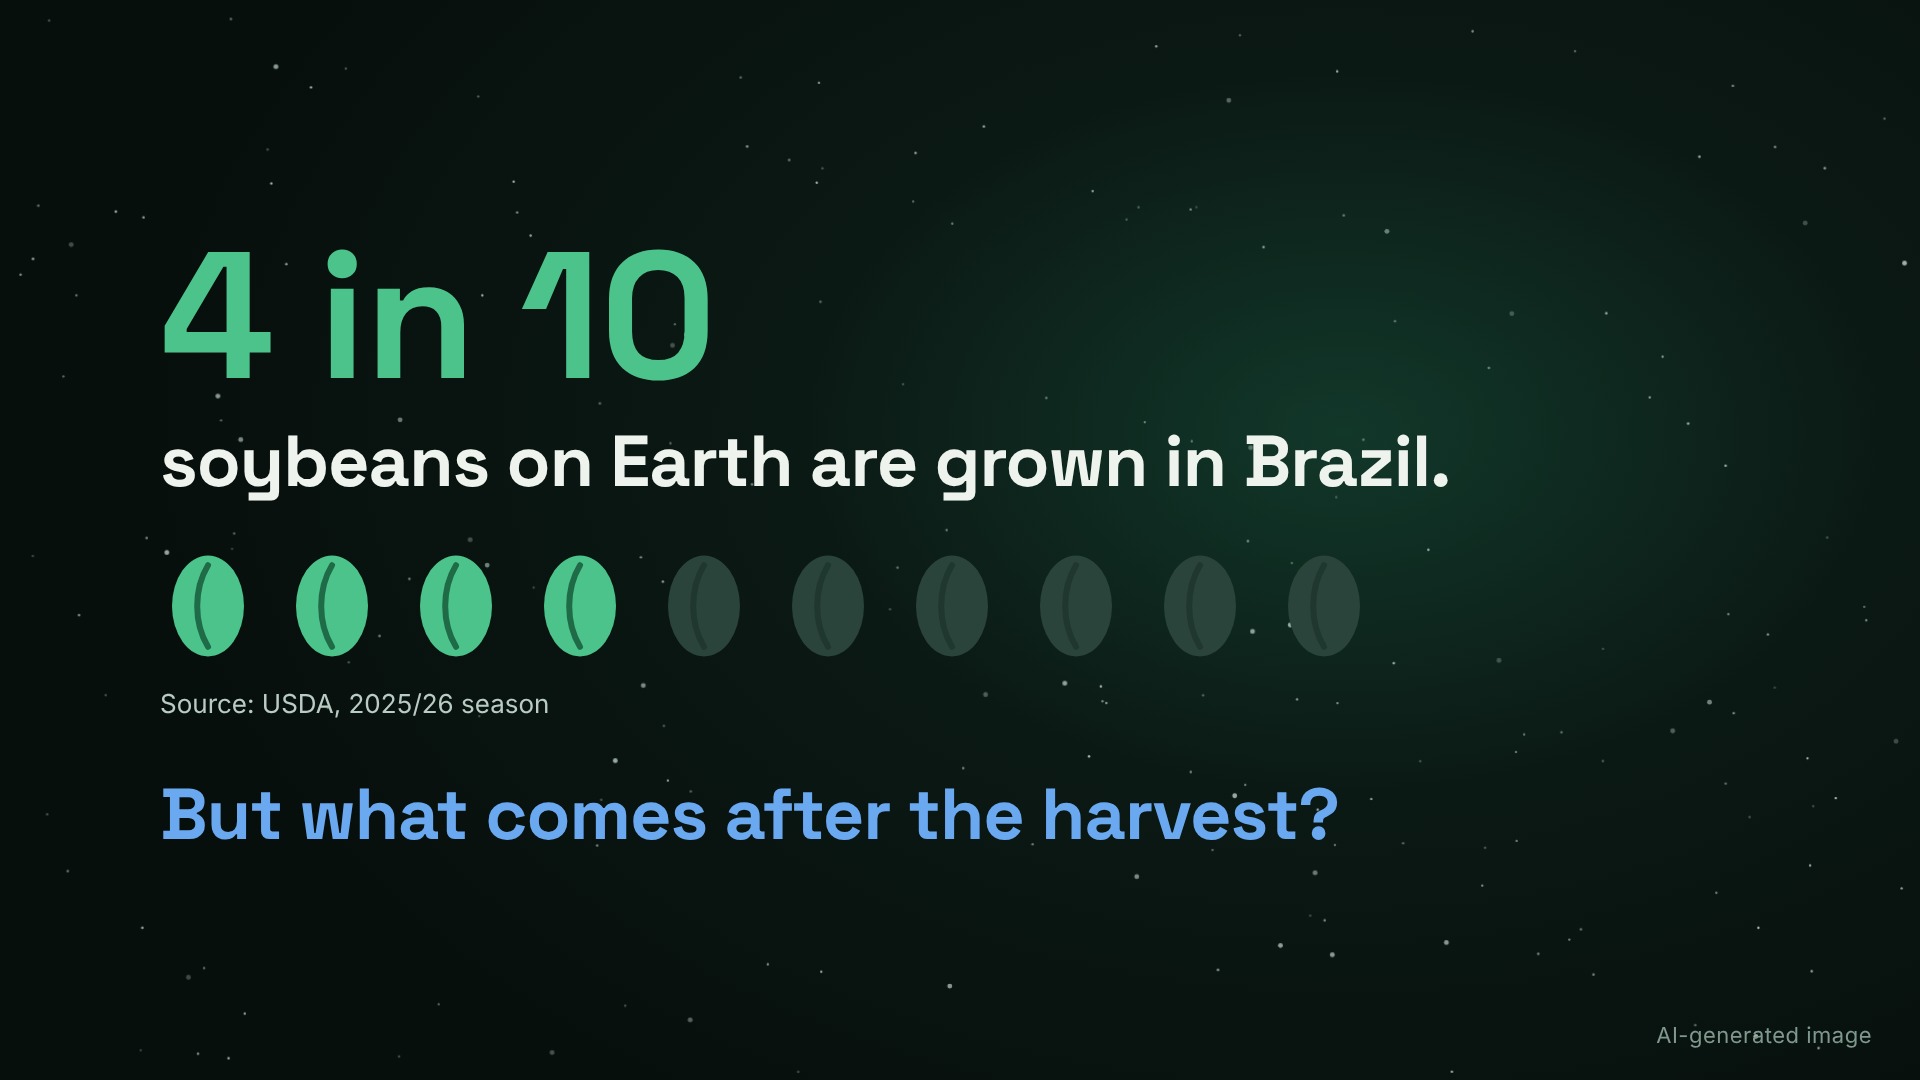 4 in 10
soybeans on Earth are grown in Brazil.
Source: USDA, 2025/26 season
But what comes after the harvest?
AI-generated image